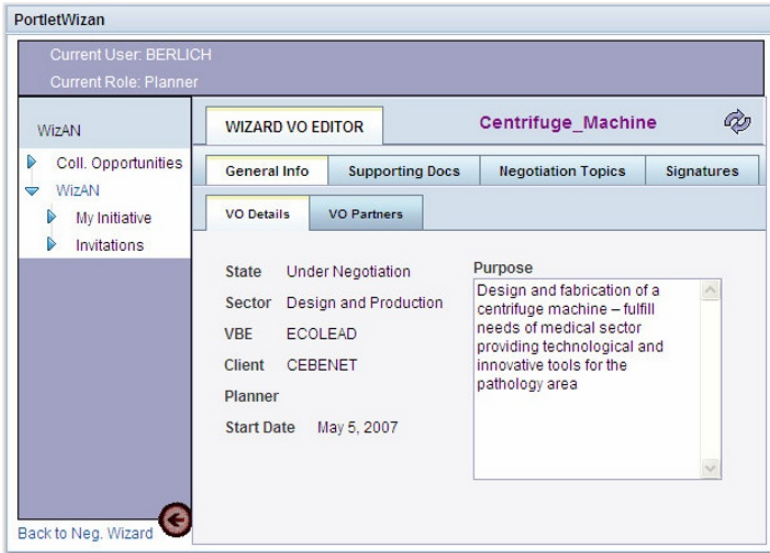 PortletWizan
Current User: BERLICH
Current Role: Planner
WizAN
Coll. Opportunities
WizAN
My Initiative
Invitations
Back to Neg. Wizard
WIZARD VO EDITOR
Centrifuge_Machine
General Info
Supporting Docs
Negotiation Topics
Signatures
VO Details
VO Partners
State Under Negotiation
Sector Design and Production
VBE ECOLEAD
Client CEBENET
Planner
Start Date May 5, 2007
Purpose
Design and fabrication of a
centrifuge machine – fulfill
needs of medical sector
providing technological and
innovative tools for the
pathology area